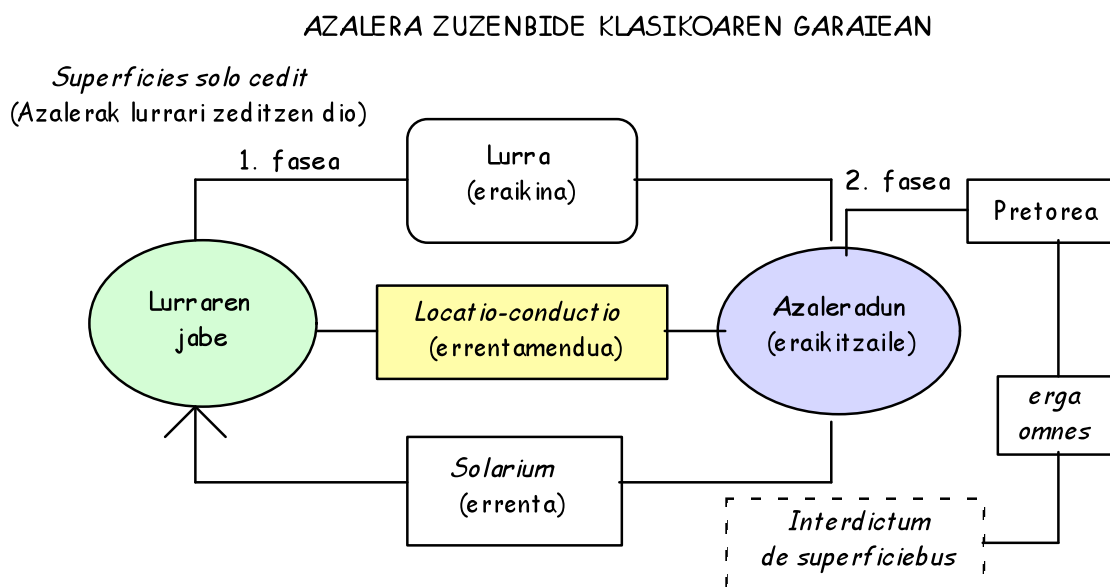 AZALERA ZUZENBIDE KLASIKOAREN GARAIEAN
Superficies solo cedit
(Azalerak lurrari zeditzen dio)
1. fasea
Lurra
(eraikina)
2. fasea
Pretorea
Lurraren
jabe
Locatio-conductio
(errentamendua)
Azaleradun
(eraikitzaile)
erga
omnes
Solarium
(errenta)
Interdictum
de superficiebus